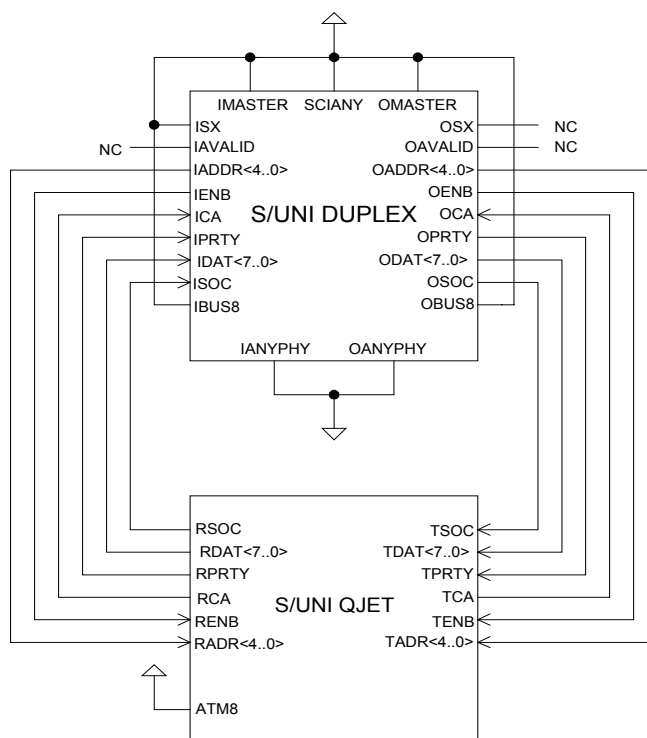 IMASTER SCIANY OMASTER
ISX OSX NC
NC IAVALID OAVALID NC
IADDR<4..0> OADDR<4..0>
IENB OENB
S/UNI DUPLEX
ICA OCA
IPRTY OPRTY
IDAT<7..0> ODAT<7..0>
ISOC OSOC
IBUS8 OBUS8
IANYPHY OANYPHY
RSOC TSOC
RDAT<7..0> TDAT<7..0>
RPRTY TPRTY
RCA TCA
S/UNI QJET
RENB TENB
RADR<4..0> TADR<4..0>
ATM8